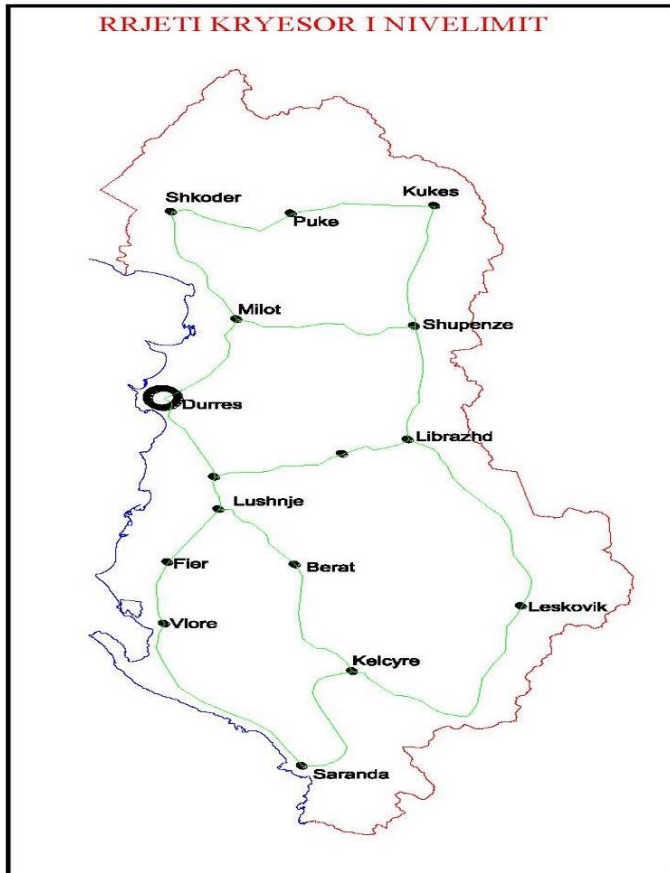 RRJETI KRYESOR I NIVELIMIT
Shkoder
Kukes
Puke
Milot
Shupenze
Durres
Librazhd
Lushnje
Fier
Berat
Leskovik
Vlore
Kelcyre
Saranda